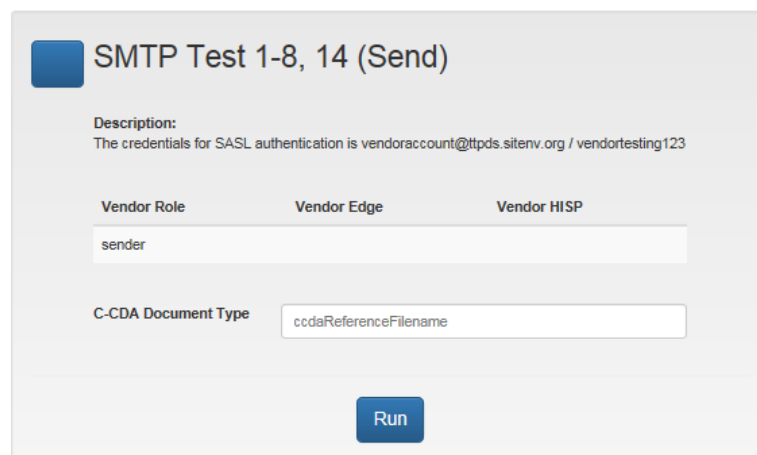 SMTP Test 1-8, 14 (Send)
Description:
The credentials for SASL authentication is vendoraccount@ttpds.sitenv.org / vendortesting123
Vendor Role Vendor Edge Vendor HISP
sender
C-CDA Document Type ccdaReferenceFilename
Run